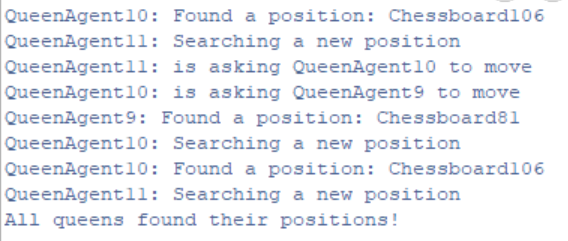 QueenAgent10: Found a position: Chessboard106
QueenAgent11: Searching a new position
QueenAgent11: is asking QueenAgent10 to move
QueenAgent10: is asking QueenAgent9 to move
QueenAgent9: Found a position: Chessboard81
QueenAgent10: Searching a new position
QueenAgent10: Found a position: Chessboard106
QueenAgent11: Searching a new position
All queens found their positions!